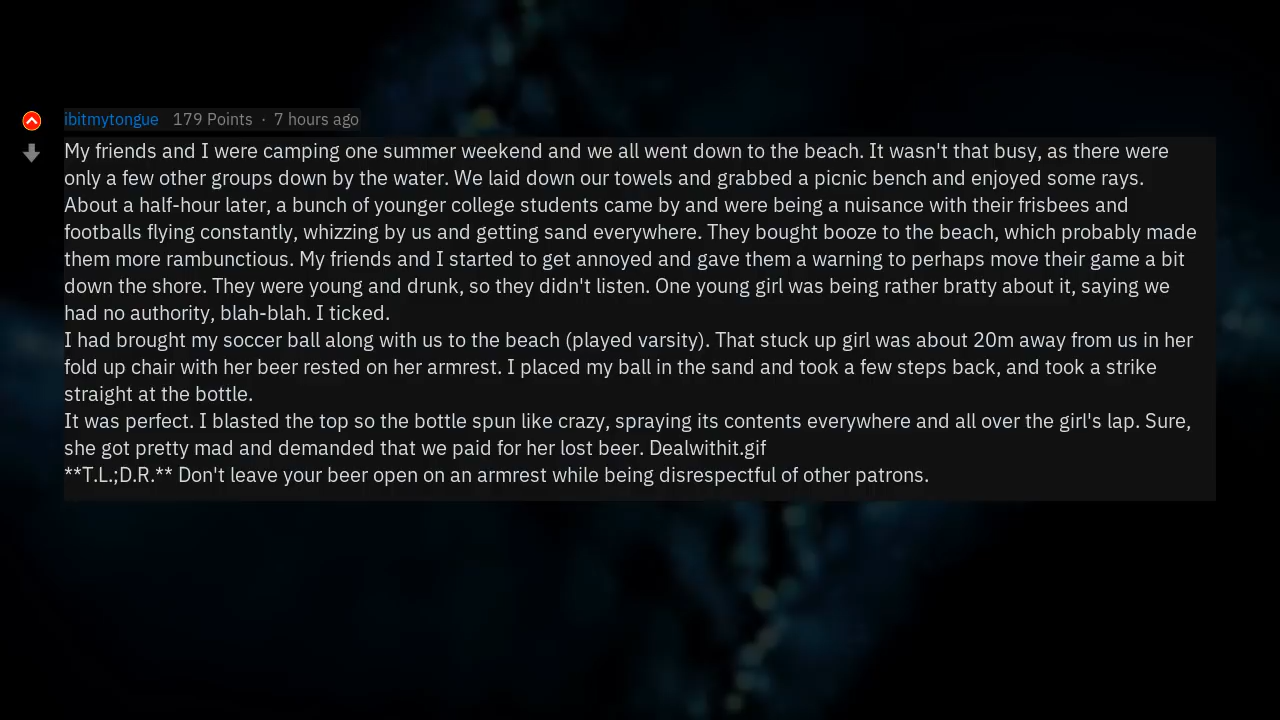 ibitmytongue 179 Points · 7 hours ago
My friends and I were camping one summer weekend and we all went down to the beach. It wasn't that busy, as there were
only a few other groups down by the water. We laid down our towels and grabbed a picnic bench and enjoyed some rays.
About a half-hour later, a bunch of younger college students came by and were being a nuisance with their frisbees and
footballs flying constantly, whizzing by us and getting sand everywhere. They bought booze to the beach, which probably made
them more rambunctious. My friends and I started to get annoyed and gave them a warning to perhaps move their game a bit
down the shore. They were young and drunk, so they didn't listen. One young girl was being rather bratty about it, saying we
had no authority, blah-blah. I ticked.
I had brought my soccer ball along with us to the beach (played varsity). That stuck up girl was about 20m away from us in her
fold up chair with her beer rested on her armrest. I placed my ball in the sand and took a few steps back, and took a strike
straight at the bottle.
It was perfect. I blasted the top so the bottle spun like crazy, spraying its contents everywhere and all over the girl's lap. Sure,
she got pretty mad and demanded that we paid for her lost beer. Dealwithit.gif
**T.L.;D.R.** Don't leave your beer open on an armrest while being disrespectful of other patrons.